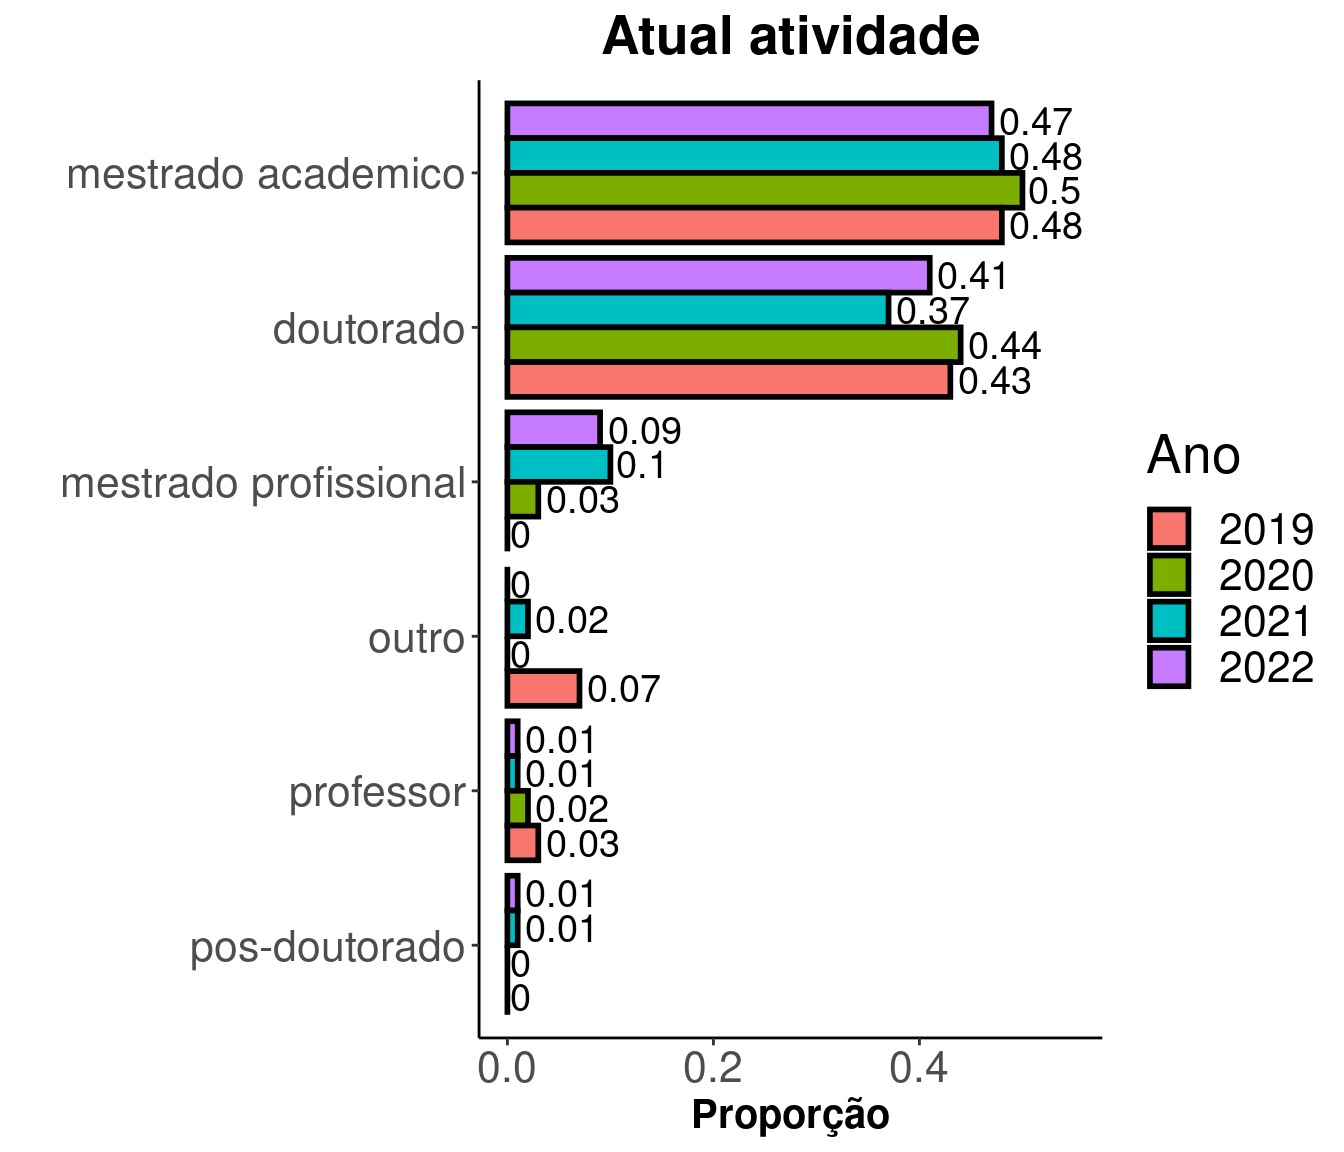 Atual atividade
mestrado academico
0.47
0.48
0.5
0.48
doutorado
0.41
0.37
0.44
0.43
mestrado profissional
0.09
0.1
0.03
0
outro
0
0.02
0
0.07
professor
0.01
0.01
0.02
0.03
pos-doutorado
0.01
0.01
0
0
0.0 0.2 0.4
Proporção
Ano
2019
2020
2021
2022